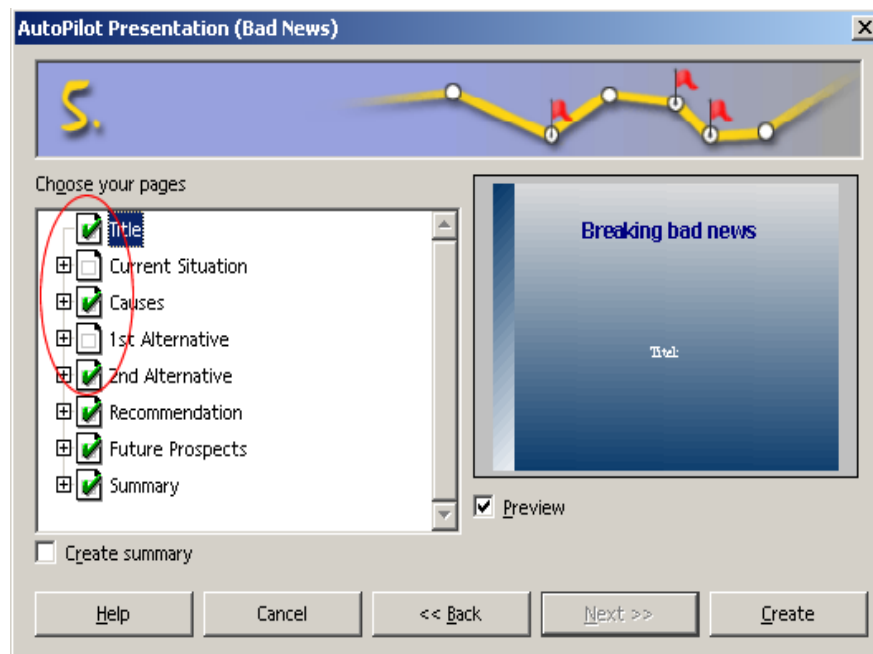 AutoPilot Presentation (Bad News)
5.
Choose your pages
Title
Current Situation
Causes
1st Alternative
2nd Alternative
Recommendation
Future Prospects
Summary
Breaking bad news
Titel:
Preview
Create summary
Help
Cancel
<< Back
Next >>
Create